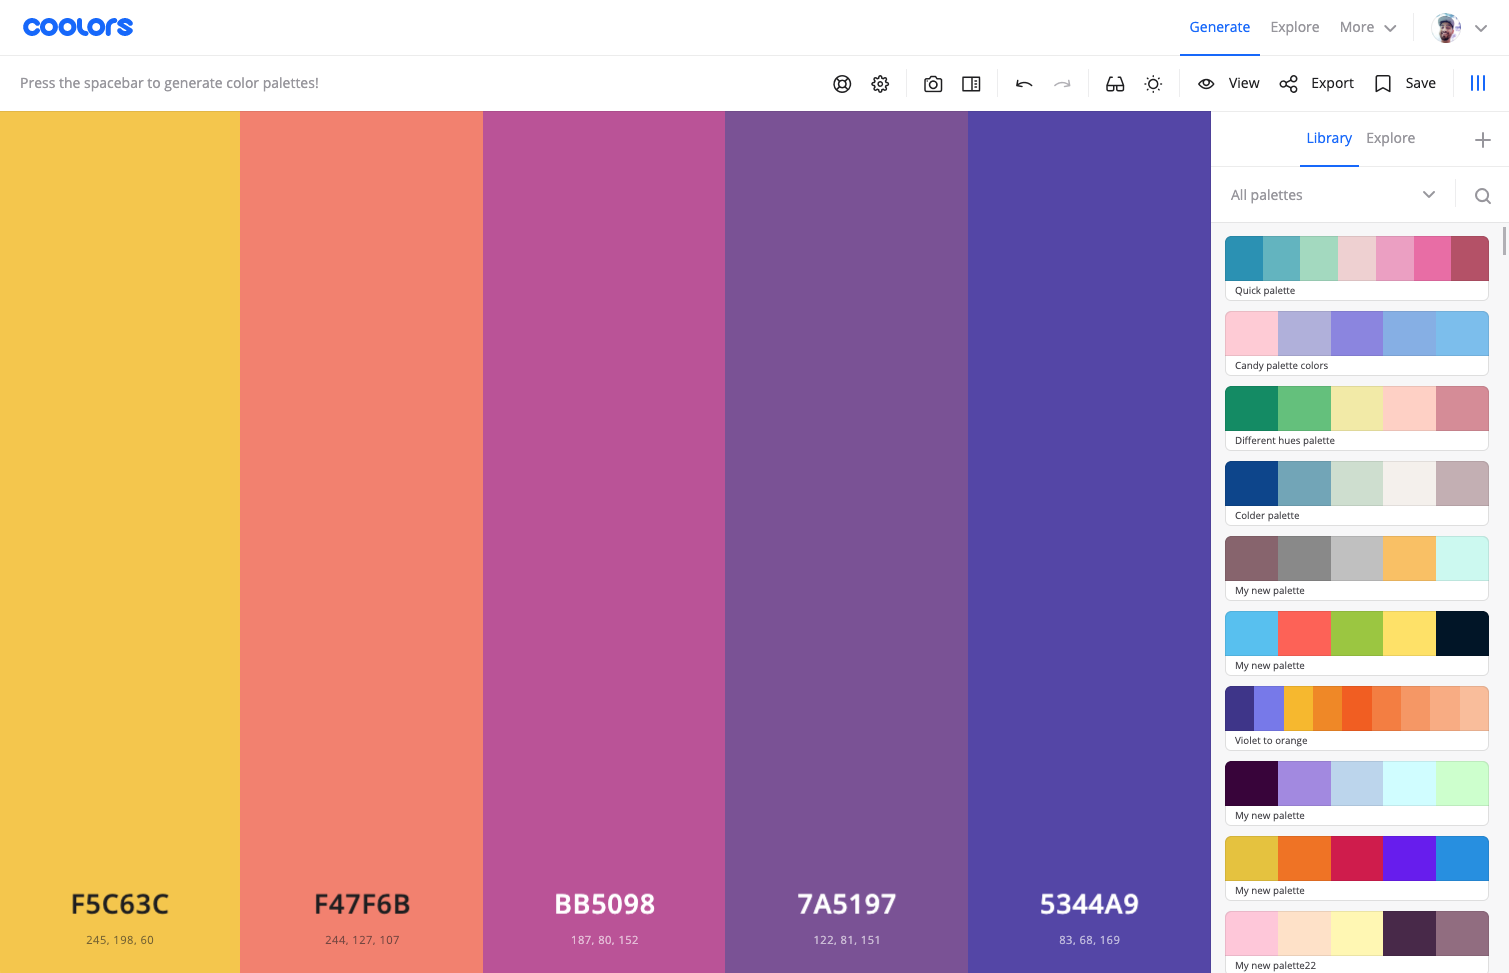 coolors
Generate Explore More
Press the spacebar to generate color palettes!
View Export Save
Library Explore
All palettes
Quick palette
Candy palette colors
Different hues palette
Colder palette
My new palette
My new palette
Violet to orange
My new palette
My new palette
My new palette22
F5C63C F47F6B BB5098 7A5197 5344A9
245, 198, 60 244, 127, 107 187, 80, 152 122, 81, 151 83, 68, 169